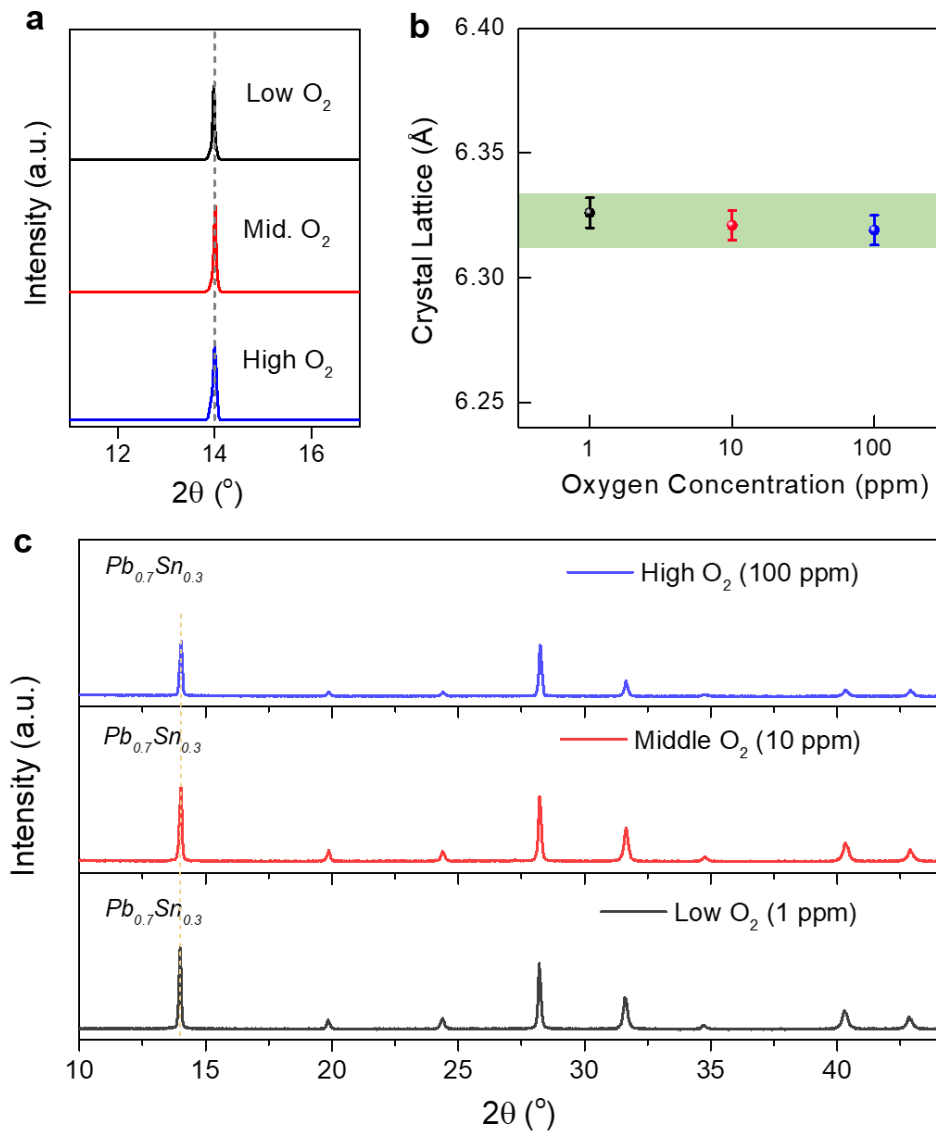 a
Low O2
Mid. O2
High O2
Intensity (a.u.)
12 14 16
2θ (°)
b
6.40
6.35
6.30
6.25
Crystal Lattice (Å)
1 10 100
Oxygen Concentration (ppm)
c
Pb0.7Sn0.3
High O2 (100 ppm)
Pb0.7Sn0.3
Middle O2 (10 ppm)
Pb0.7Sn0.3
Low O2 (1 ppm)
Intensity (a.u.)
10 15 20 25 30 35 40
2θ (°)